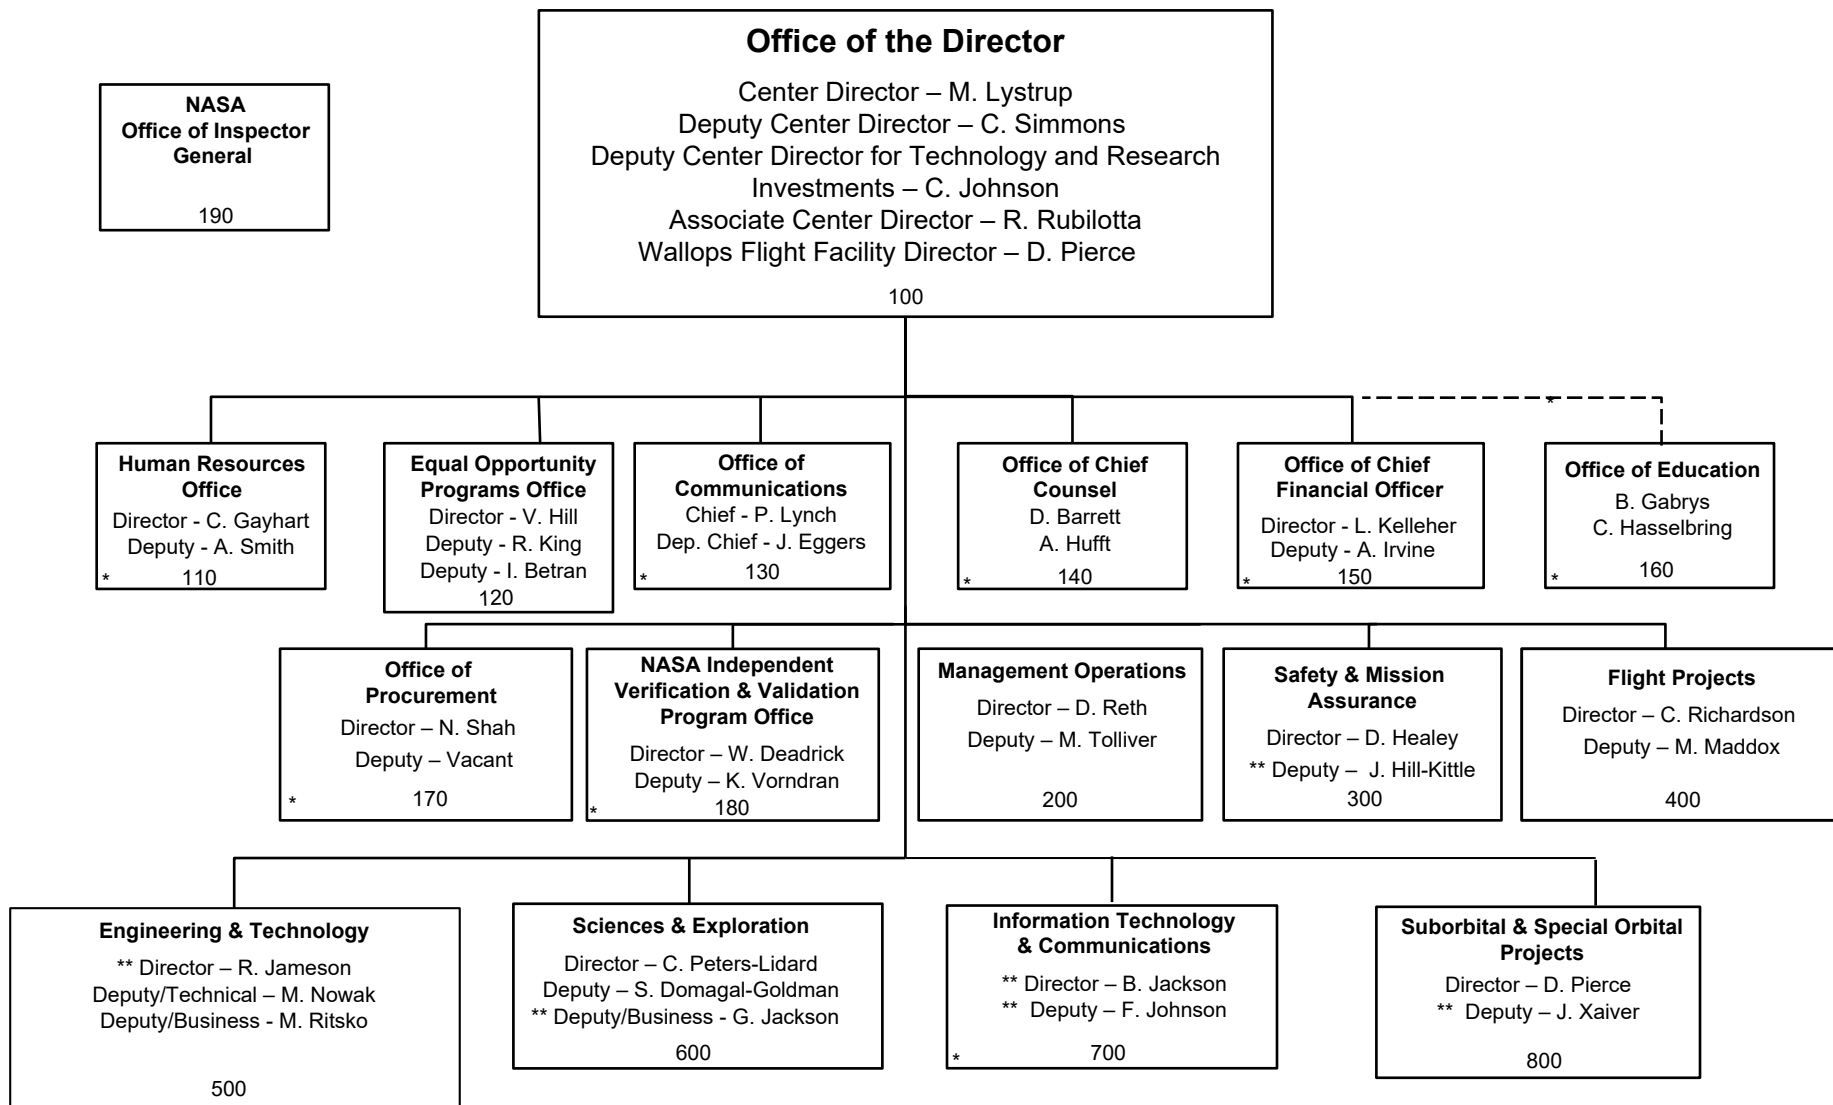 Office of the Director
Center Director – M. Lystrup
Deputy Center Director – C. Simmons
Deputy Center Director for Technology and Research
Investments – C. Johnson
Associate Center Director – R. Rubilotta
Wallops Flight Facility Director – D. Pierce
100
NASA
Office of Inspector
General
190
*
Human Resources
Office
Director - C. Gayhart
Deputy - A. Smith
* 110
Equal Opportunity
Programs Office
Director - V. Hill
Deputy - R. King
Deputy - I. Betran
120
Office of
Communications
Chief - P. Lynch
Dep. Chief - J. Eggers
* 130
Office of Chief
Counsel
D. Barrett
A. Hufft
* 140
Office of Chief
Financial Officer
Director - L. Kelleher
Deputy - A. Irvine
* 150
Office of Education
B. Gabrys
C. Hasselbring
* 160
Office of
Procurement
Director – N. Shah
Deputy – Vacant
* 170
NASA Independent
Verification & Validation
Program Office
Director – W. Deadrick
Deputy – K. Vorndran
* 180
Management Operations
Director – D. Reth
Deputy – M. Tolliver
200
Safety & Mission
Assurance
Director – D. Healey
** Deputy – J. Hill-Kittle
300
Flight Projects
Director – C. Richardson
Deputy – M. Maddox
400
Engineering & Technology
** Director – R. Jameson
Deputy/Technical – M. Nowak
Deputy/Business - M. Ritsko
500
Sciences & Exploration
Director – C. Peters-Lidard
Deputy – S. Domagal-Goldman
** Deputy/Business - G. Jackson
600
Information Technology
& Communications
** Director – B. Jackson
** Deputy – F. Johnson
* 700
Suborbital & Special Orbital
Projects
Director – D. Pierce
** Deputy – J. Xaiver
800